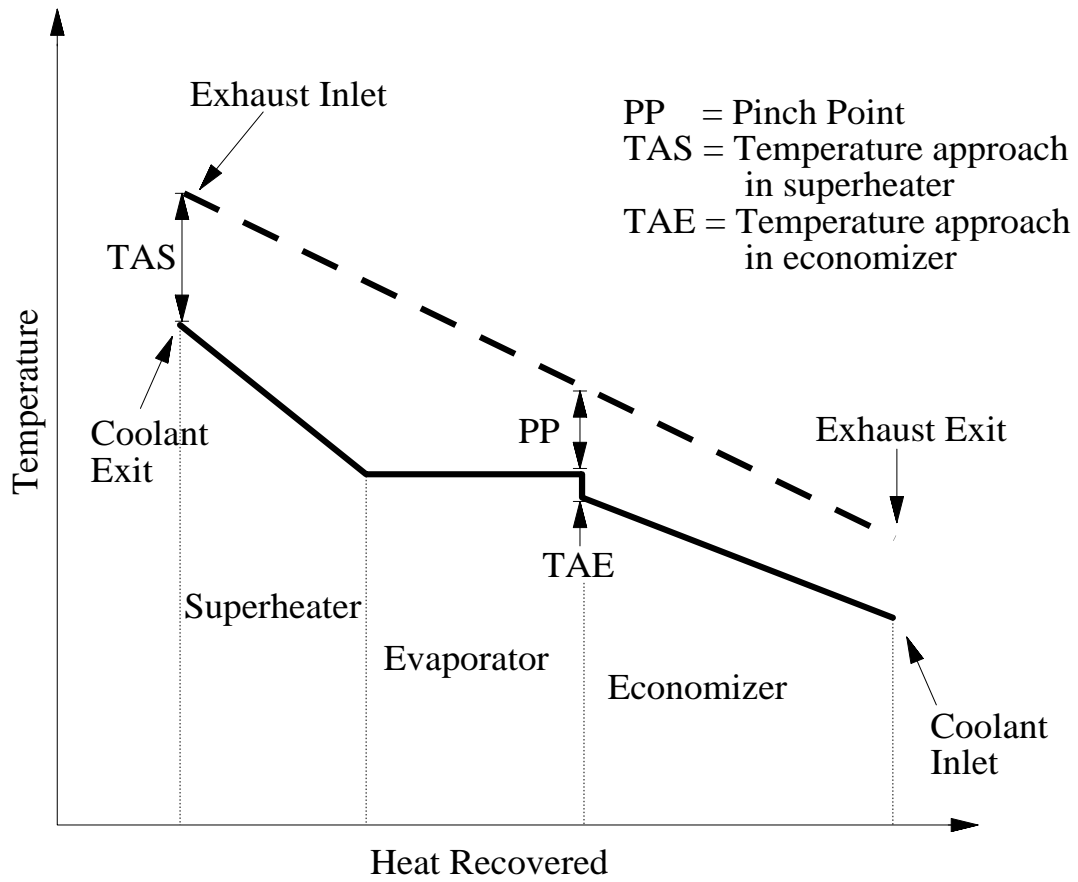 Exhaust Inlet
PP = Pinch Point
TAS = Temperature approach
in superheater
TAE = Temperature approach
in economizer
TAS
Temperature
Coolant
Exit
PP
Exhaust Exit
TAE
Superheater
Evaporator
Economizer
Coolant
Inlet
Heat Recovered